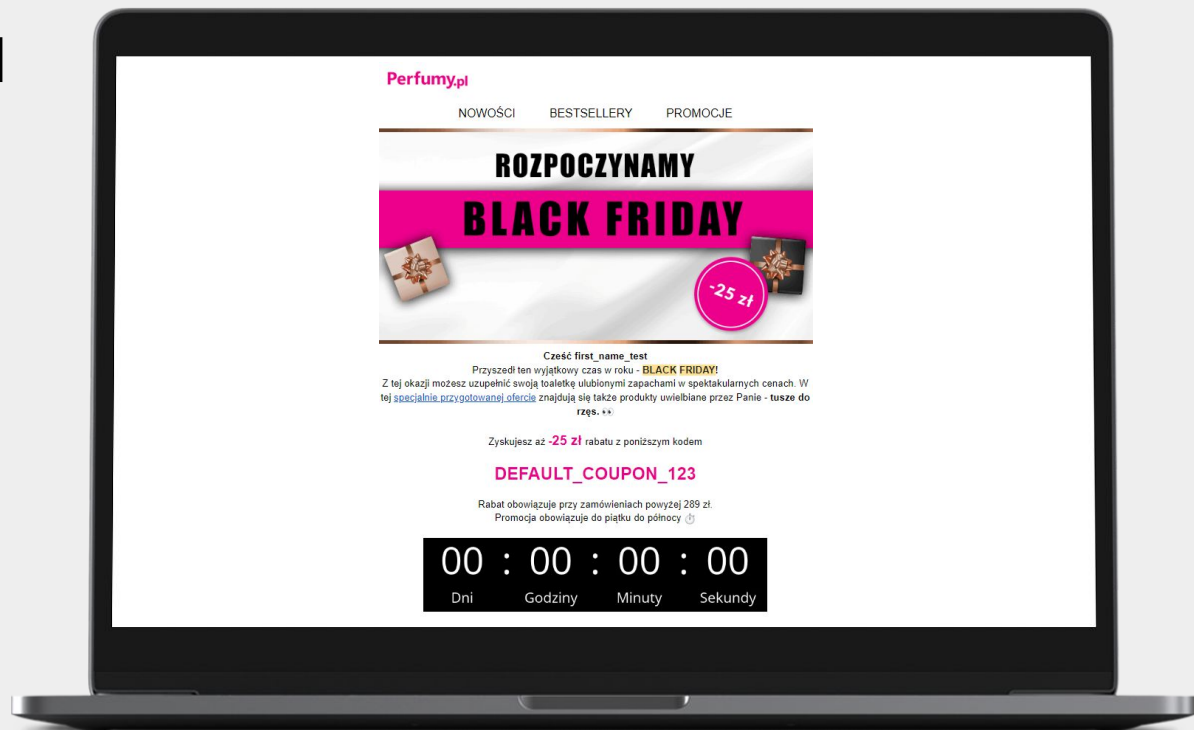 Perfumy.pl
NOWOŚCI BESTSELLERY PROMOCJE
ROZPOCZYNAMY
BLACK FRIDAY
-25 zł
Cześć first_name_test
Przyszedł ten wyjątkowy czas w roku - BLACK FRIDAY!
Z tej okazji możesz uzupełnić swoją toaletkę ulubionymi zapachami w spektakularnych cenach. W
tej specjalnie przygotowanej ofercie znajdują się także produkty uwielbiane przez Panie - tusze do
rzęs. 👀
Zyskujesz aż -25 zł rabatu z poniższym kodem
DEFAULT_COUPON_123
Rabat obowiązuje przy zamówieniach powyżej 289 zł.
Promocja obowiązuje do piątku do północy ⏱️
00 : 00 : 00 : 00
Dni Godziny Minuty Sekundy